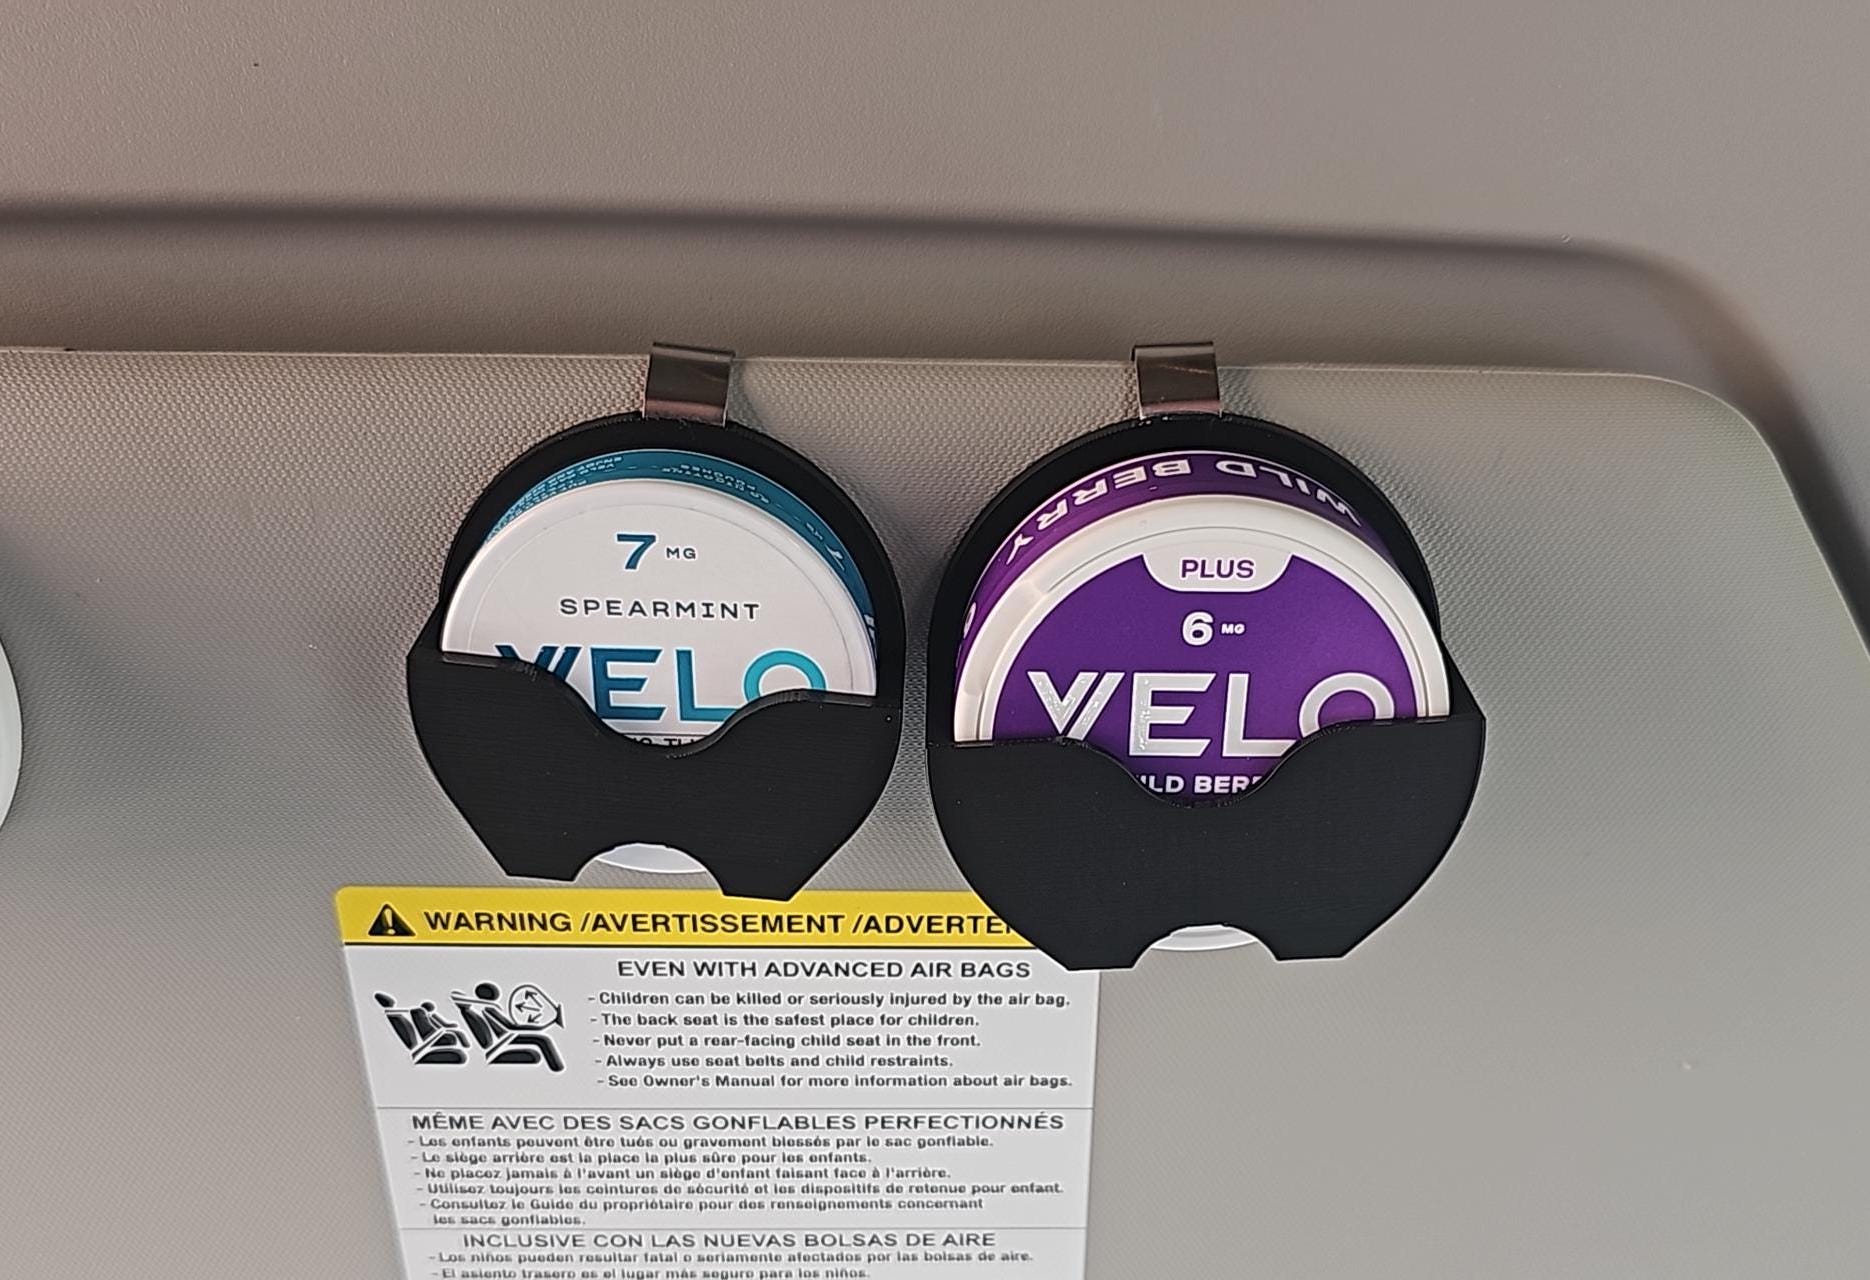 7 MG
SPEARMINT
VELO
WILD BERRY
PLUS
6 MG
VELO
ILD BER
WARNING /AVERTISSEMENT /ADVERTE
EVEN WITH ADVANCED AIR BAGS
- Children can be killed or seriously injured by the air bag.
- The back seat is the safest place for children.
- Never put a rear-facing child seat in the front.
- Always use seat belts and child restraints.
- See Owner's Manual for more information about air bags.
MÊME AVEC DES SACS GONFLABLES PERFECTIONNÉS
- Les enfants peuvent être tués ou gravement blessés par le sac gonflable.
- Le siège arrière est la place la plus sûre pour les enfants.
- Ne placez jamais à l'avant un siège d'enfant faisant face à l'arrière.
- Utilisez toujours les ceintures de sécurité et les dispositifs de retenue pour enfant.
- Consultez le Guide du propriétaire pour des renseignements concernant
les sacs gonflables.
INCLUSIVE CON LAS NUEVAS BOLSAS DE AIRE
- Los niños pueden resultar fatal o seriamente afectados por las bolsas de aire.
- El asiento trasero es el lugar más seguro para los niños.